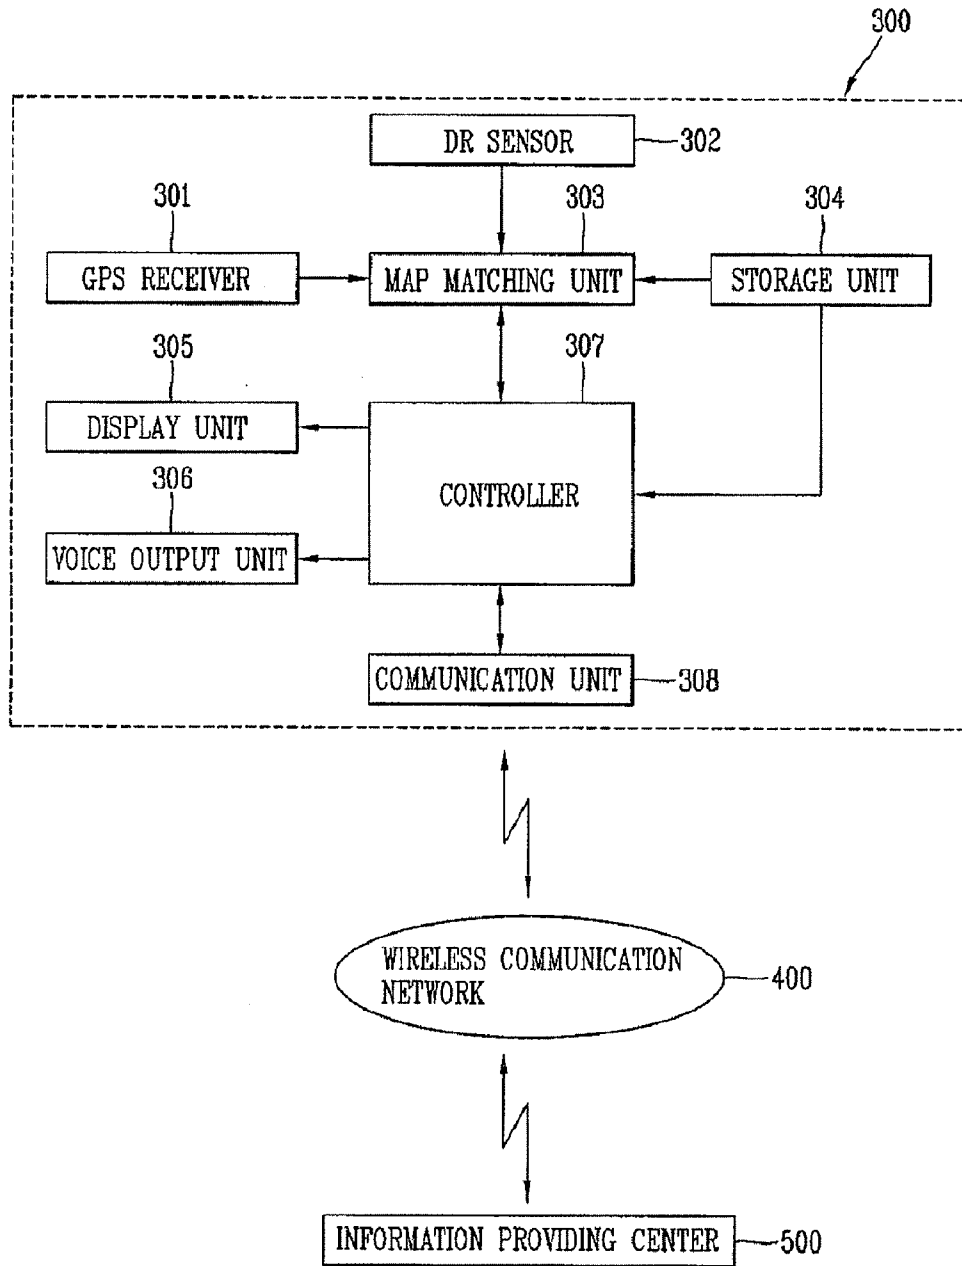 300
DR SENSOR
302
301
303
304
GPS RECEIVER
MAP MATCHING UNIT
STORAGE UNIT
305
307
DISPLAY UNIT
306
CONTROLLER
VOICE OUTPUT UNIT
COMMUNICATION UNIT
308
WIRELESS COMMUNICATION
NETWORK
400
INFORMATION PROVIDING CENTER
500